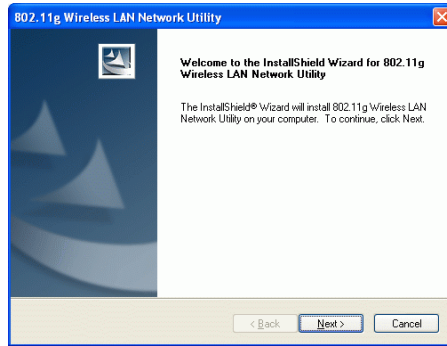 802.11g Wireless LAN Network Utility
Welcome to the InstallShield Wizard for 802.11g
Wireless LAN Network Utility
The InstallShield® Wizard will install 802.11g Wireless LAN
Network Utility on your computer. To continue, click Next.
< Back
Next >
Cancel